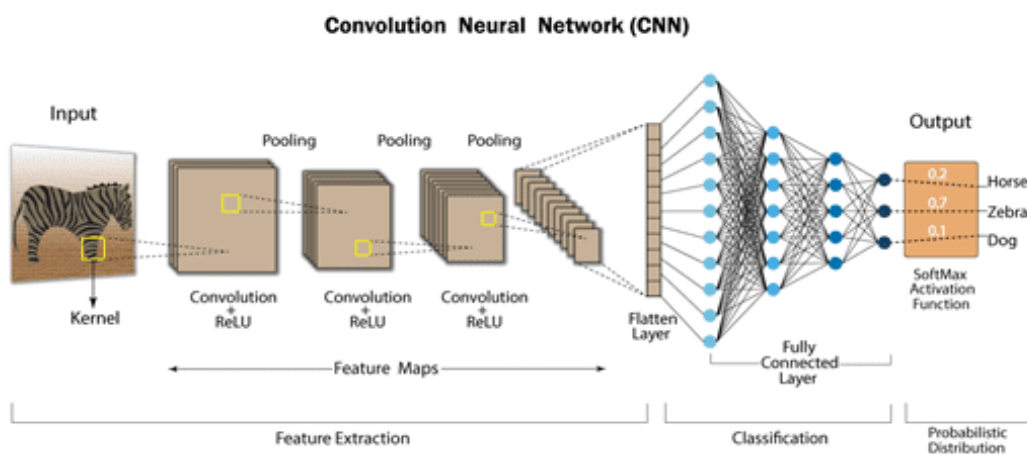 Convolution Neural Network (CNN)
Input
Pooling
Pooling
Pooling
Output
0.2
Horse
0.7
Zebra
0.1
Dog
SoftMax
Activation
Function
Kernel
Convolution
+
ReLU
Convolution
+
ReLU
Convolution
+
ReLU
Flatten
Layer
Fully
Connected
Layer
Feature Maps
Feature Extraction
Classification
Probabilistic
Distribution